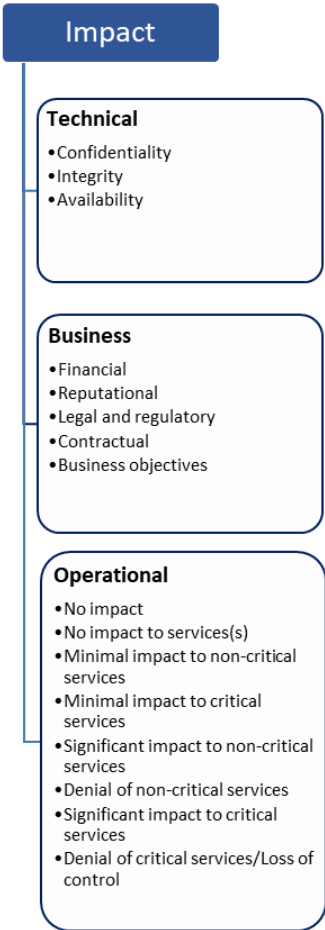 Impact
Technical
•Confidentiality
•Integrity
•Availability
Business
•Financial
•Reputational
•Legal and regulatory
•Contractual
•Business objectives
Operational
•No impact
•No impact to services(s)
•Minimal impact to non-critical
services
•Minimal impact to critical
services
•Significant impact to non-critical
services
•Denial of non-critical services
•Significant impact to critical
services
•Denial of critical services/Loss of
control